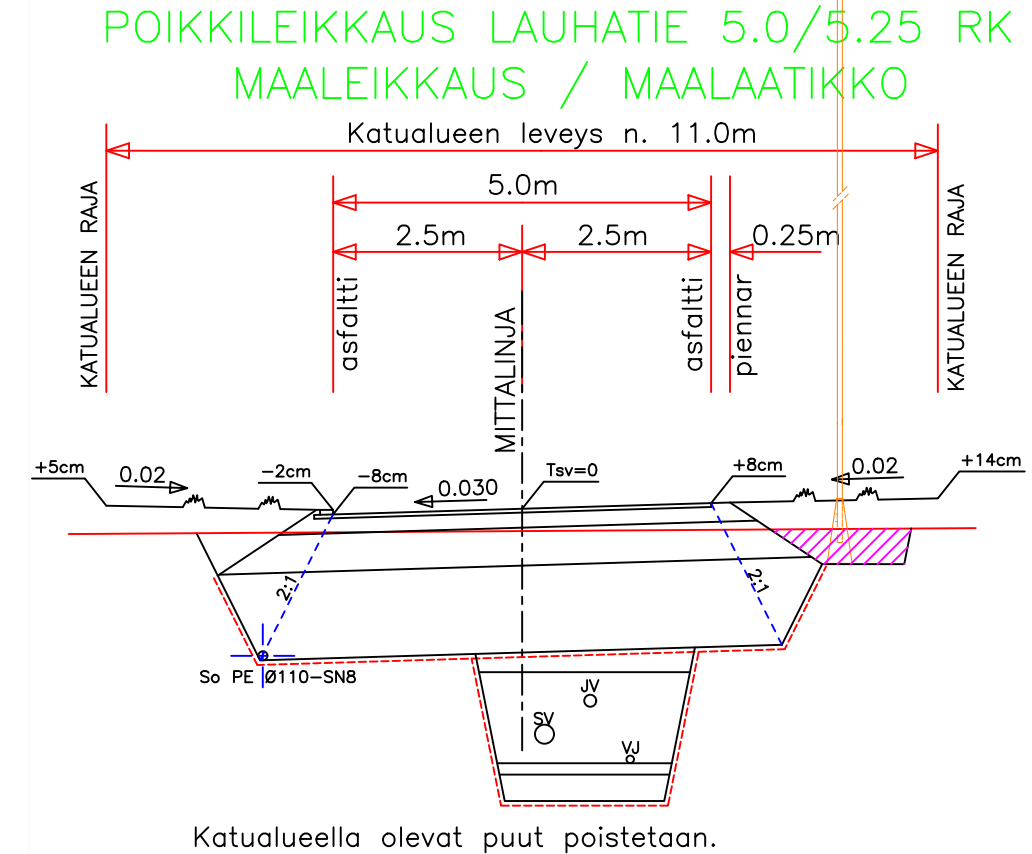 POIKKILEIKKAUS LAUHATIE 5.0/5.25 RK
MAALEIKKAUS / MAALAATIKKO
Katualueen leveys n. 11.0m
5.0m
2.5m 2.5m 0.25m
KATUALUEEN RAJA
asfaltti
MITTALINJA
asfaltti
piennar
KATUALUEEN RAJA
+5cm 0.02 -2cm -8cm 0.030 Tsv=0 +8cm 0.02 +14cm
2:1 2:1
So PE Ø110-SN8
JV
SV
VJ
Katualueella olevat puut poistetaan.